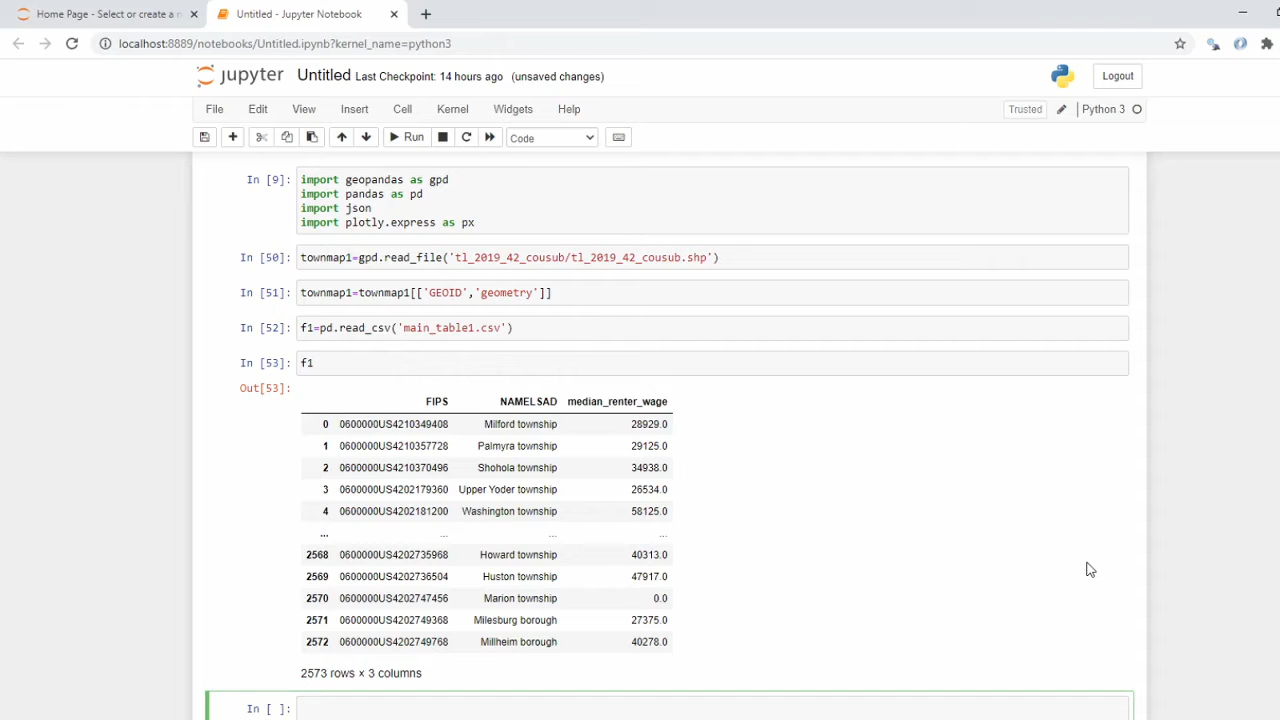 Home Page - Select or create a n
Untitled - Jupyter Notebook
localhost:8889/notebooks/Untitled.ipynb?kernel_name=python3
jupyter Untitled Last Checkpoint: 14 hours ago (unsaved changes)
Logout
File Edit View Insert Cell Kernel Widgets Help
Trusted
Python 3
Run
Code
In [9]:
import geopandas as gpd
import pandas as pd
import json
import plotly.express as px
In [50]: townmap1=gpd.read_file('tl_2019_42_cousub/tl_2019_42_cousub.shp')
In [51]: townmap1=townmap1[['GEOID','geometry']]
In [52]: f1=pd.read_csv('main_table1.csv')
In [53]: f1
Out[53]:
FIPS NAMELSAD median_renter_wage
0 0600000US4210349408 Milford township 28929.0
1 0600000US4210357728 Palmyra township 29125.0
2 0600000US4210370496 Shohola township 34938.0
3 0600000US4202179360 Upper Yoder township 26534.0
4 0600000US4202181200 Washington township 58125.0
... ... ... ...
2568 0600000US4202735968 Howard township 40313.0
2569 0600000US4202736504 Huston township 47917.0
2570 0600000US4202747456 Marion township 0.0
2571 0600000US4202749368 Milesburg borough 27375.0
2572 0600000US4202749768 Millheim borough 40278.0
2573 rows × 3 columns
In [ ]: